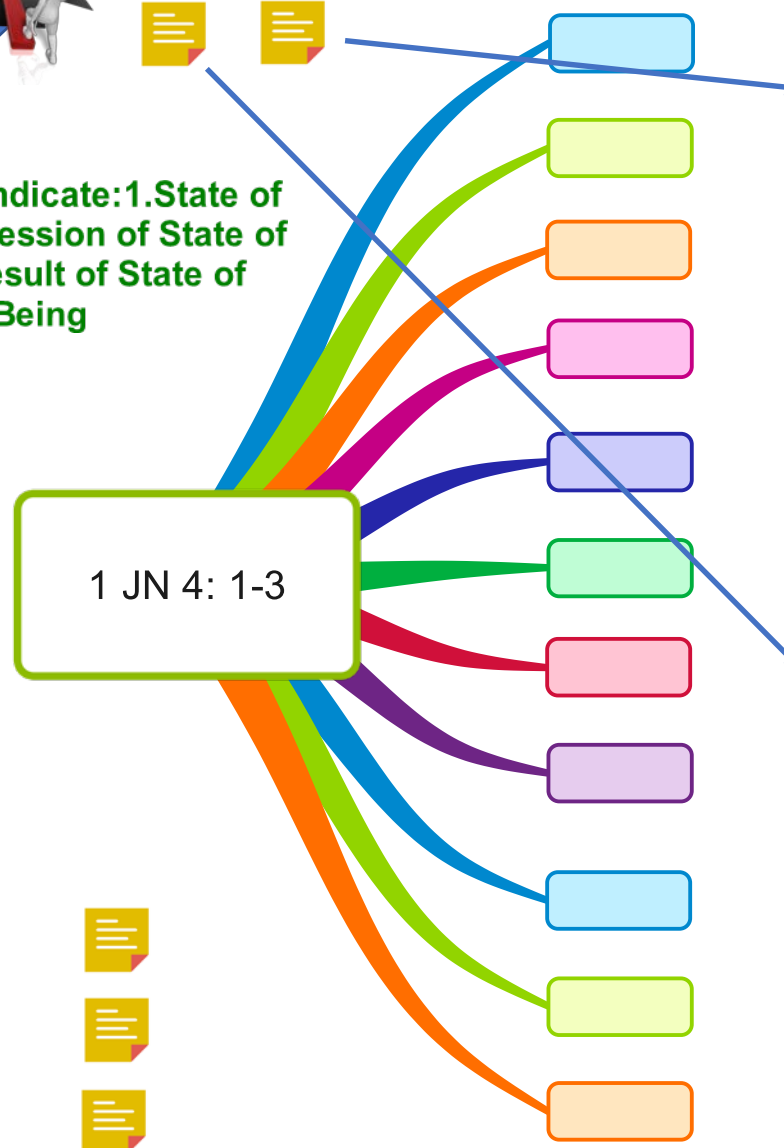 ndicate:1.State of
ession of State of
esult of State of
Being
1 JN 4: 1-3